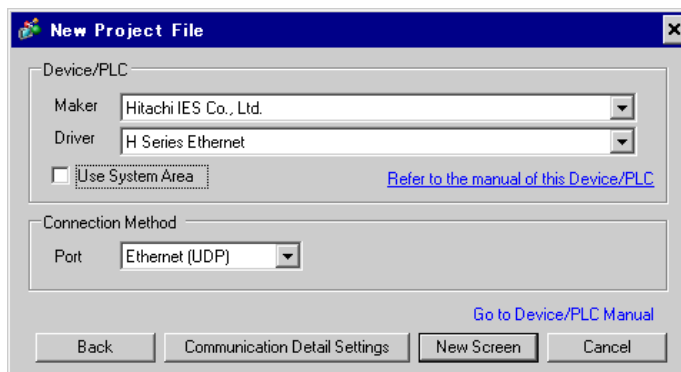 New Project File
Device/PLC
Maker Hitachi IES Co., Ltd.
Driver H Series Ethernet
Use System Area Refer to the manual of this Device/PLC
Connection Method
Port Ethernet (UDP)
Go to Device/PLC Manual
Back Communication Detail Settings New Screen Cancel